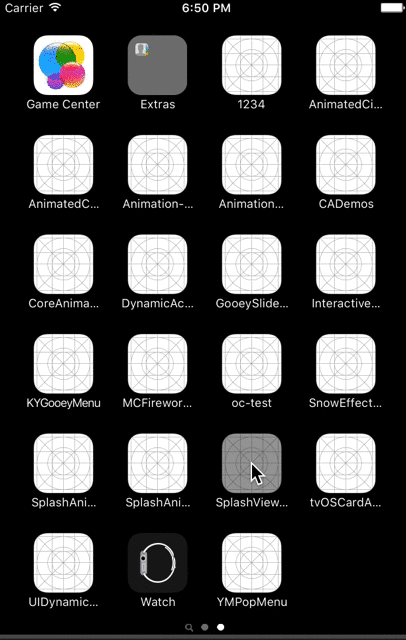 Carrier 6:50 PM
Game Center Extras 1234 AnimatedCi...
AnimatedC... Animation-... Animation... CADemos
CoreAnima... DynamicAc... GooeySlide... Interactive...
KYGooeyMenu MCFirewor... oc-test SnowEffect...
SplashAni... SplashAni... SplashView... tvOSCardA...
UIDynamic... Watch YMPopMenu